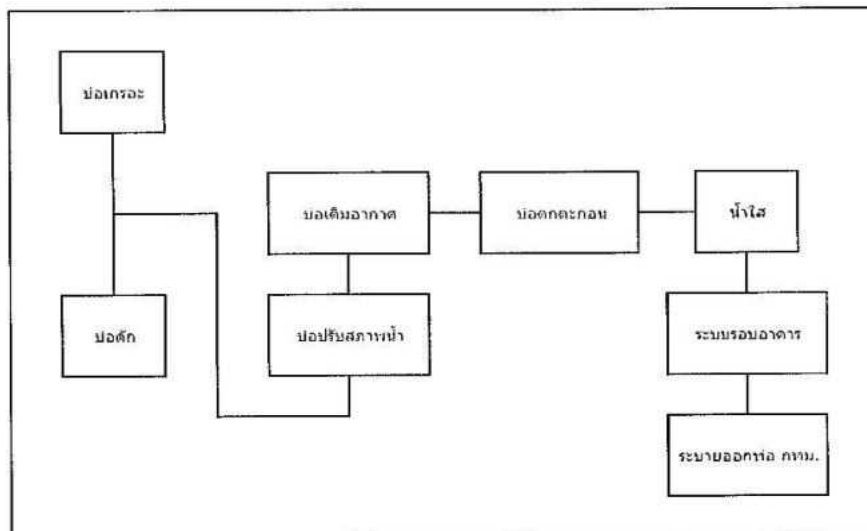 บ่อเกรอะ
บ่อเติมอากาศ
บ่อตกตะกอน
น้ำใส
บ่อดัก
บ่อปรับสภาพน้ำ
ระบบรอบอาคาร
ระบายออกท่อ กทม.